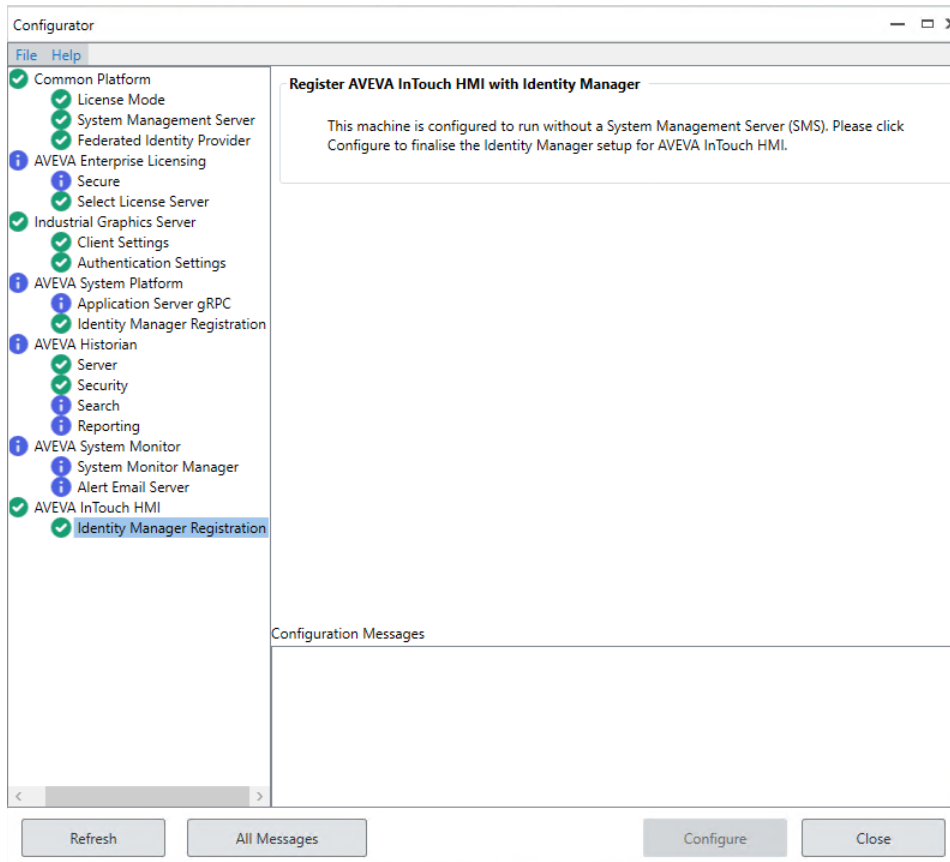 Configurator
File Help
Common Platform
License Mode
System Management Server
Federated Identity Provider
AVEVA Enterprise Licensing
Secure
Select License Server
Industrial Graphics Server
Client Settings
Authentication Settings
AVEVA System Platform
Application Server gRPC
Identity Manager Registration
AVEVA Historian
Server
Security
Search
Reporting
AVEVA System Monitor
System Monitor Manager
Alert Email Server
AVEVA InTouch HMI
Identity Manager Registration
Register AVEVA InTouch HMI with Identity Manager
This machine is configured to run without a System Management Server (SMS). Please click
Configure to finalise the Identity Manager setup for AVEVA InTouch HMI.
Configuration Messages
Refresh
All Messages
Configure
Close